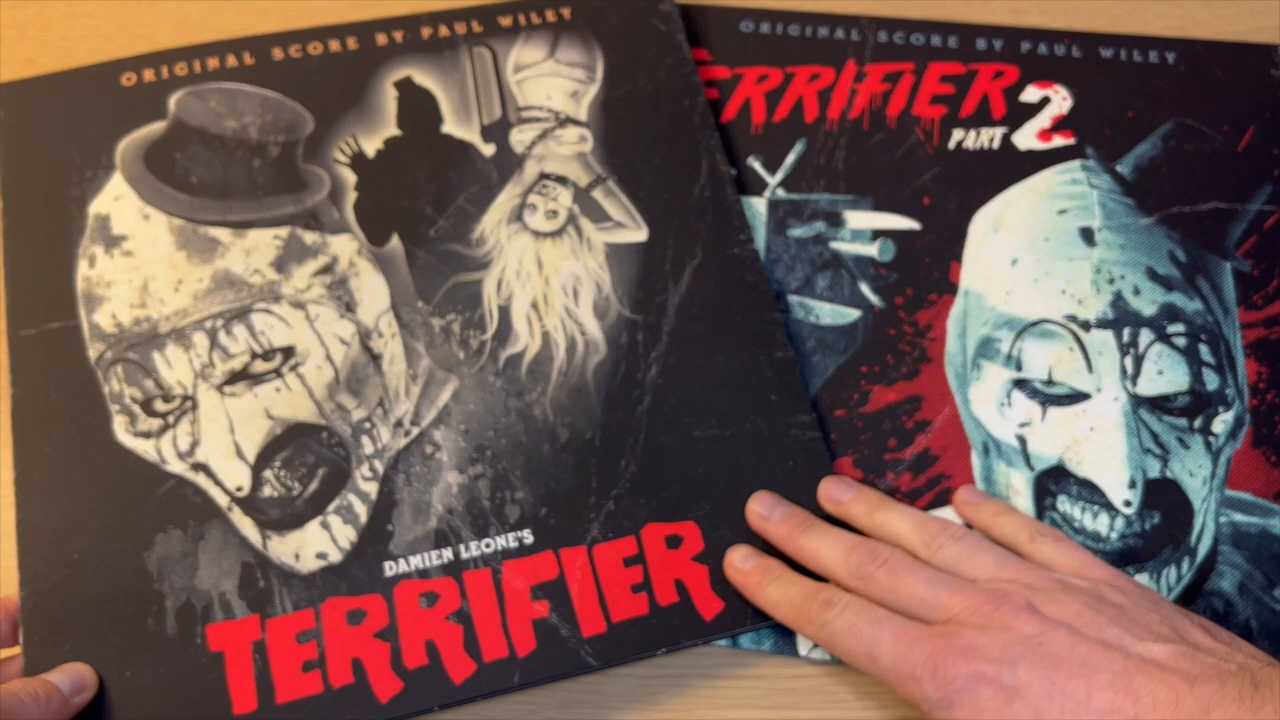 ORIGINAL SCORE BY PAUL WILEY
DAMIEN LEONE'S
TERRIFIER
ORIGINAL SCORE BY PAUL WILEY
ERRIFIER
PART 2